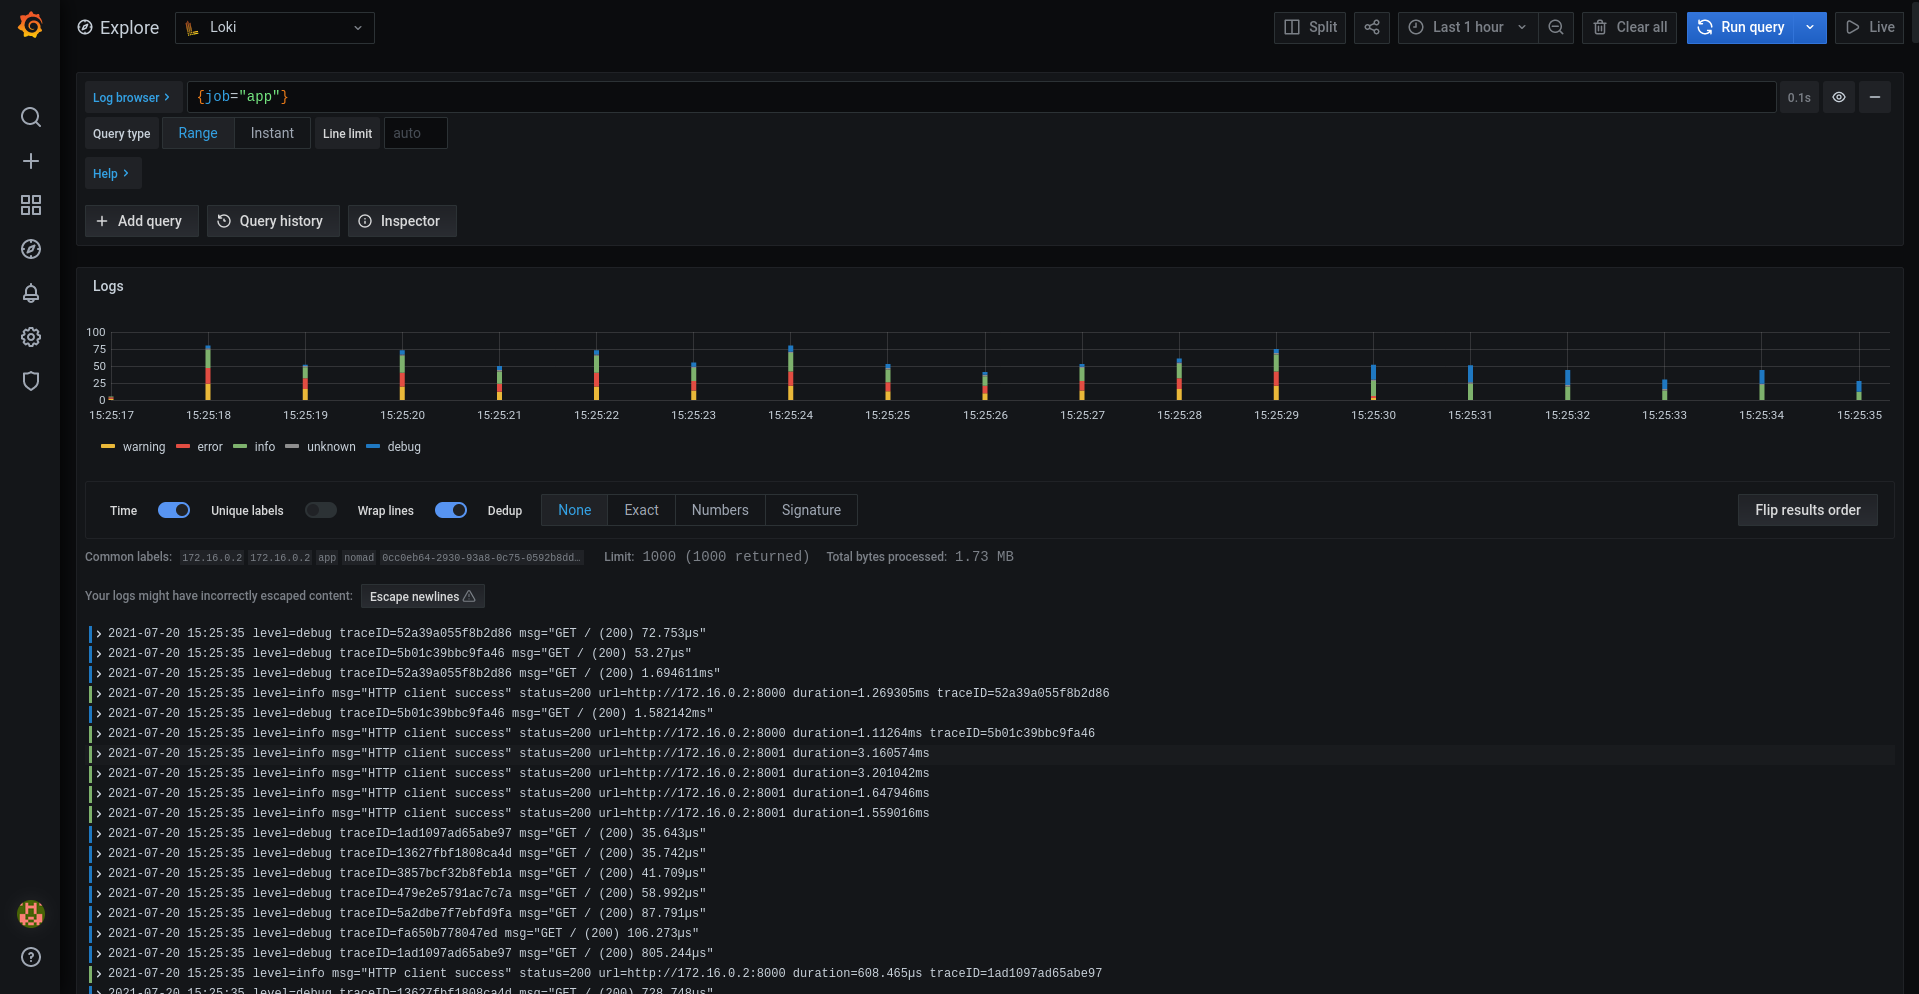 Explore Loki Split Last 1 hour Clear all Run query Live
Log browser > {job="app"} 0.1s
Query type Range Instant Line limit auto
Help >
Add query Query history Inspector
Logs
100
75
50
25
0
15:25:17 15:25:18 15:25:19 15:25:20 15:25:21 15:25:22 15:25:23 15:25:24 15:25:25 15:25:26 15:25:27 15:25:28 15:25:29 15:25:30 15:25:31 15:25:32 15:25:33 15:25:34 15:25:35
warning error info unknown debug
Time Unique labels Wrap lines Dedup None Exact Numbers Signature Flip results order
Common labels: 172.16.0.2 172.16.0.2 app nomad 0cc0eb64-2930-93a8-0c75-0592b8dd… Limit: 1000 (1000 returned) Total bytes processed: 1.73 MB
Your logs might have incorrectly escaped content: Escape newlines
> 2021-07-20 15:25:35 level=debug traceID=52a39a055f8b2d86 msg="GET / (200) 72.753µs"
> 2021-07-20 15:25:35 level=debug traceID=5b01c39bbc9fa46 msg="GET / (200) 53.27µs"
> 2021-07-20 15:25:35 level=debug traceID=52a39a055f8b2d86 msg="GET / (200) 1.694611ms"
> 2021-07-20 15:25:35 level=info msg="HTTP client success" status=200 url=http://172.16.0.2:8000 duration=1.269305ms traceID=52a39a055f8b2d86
> 2021-07-20 15:25:35 level=debug traceID=5b01c39bbc9fa46 msg="GET / (200) 1.582142ms"
> 2021-07-20 15:25:35 level=info msg="HTTP client success" status=200 url=http://172.16.0.2:8000 duration=1.11264ms traceID=5b01c39bbc9fa46
> 2021-07-20 15:25:35 level=info msg="HTTP client success" status=200 url=http://172.16.0.2:8001 duration=3.160574ms
> 2021-07-20 15:25:35 level=info msg="HTTP client success" status=200 url=http://172.16.0.2:8001 duration=3.201042ms
> 2021-07-20 15:25:35 level=info msg="HTTP client success" status=200 url=http://172.16.0.2:8001 duration=1.647946ms
> 2021-07-20 15:25:35 level=info msg="HTTP client success" status=200 url=http://172.16.0.2:8001 duration=1.559016ms
> 2021-07-20 15:25:35 level=debug traceID=1ad1097ad65abe97 msg="GET / (200) 35.643µs"
> 2021-07-20 15:25:35 level=debug traceID=13627fbf1808ca4d msg="GET / (200) 35.742µs"
> 2021-07-20 15:25:35 level=debug traceID=3857bcf32b8feb1a msg="GET / (200) 41.709µs"
> 2021-07-20 15:25:35 level=debug traceID=479e2e5791ac7c7a msg="GET / (200) 58.992µs"
> 2021-07-20 15:25:35 level=debug traceID=5a2dbe7f7ebfd9fa msg="GET / (200) 87.791µs"
> 2021-07-20 15:25:35 level=debug traceID=fa650b778047ed msg="GET / (200) 106.273µs"
> 2021-07-20 15:25:35 level=debug traceID=1ad1097ad65abe97 msg="GET / (200) 805.244µs"
> 2021-07-20 15:25:35 level=info msg="HTTP client success" status=200 url=http://172.16.0.2:8000 duration=608.465µs traceID=1ad1097ad65abe97
> 2021-07-20 15:25:35 level=debug traceID=13627fbf1808ca4d msg="GET / (200) 728.748µs"